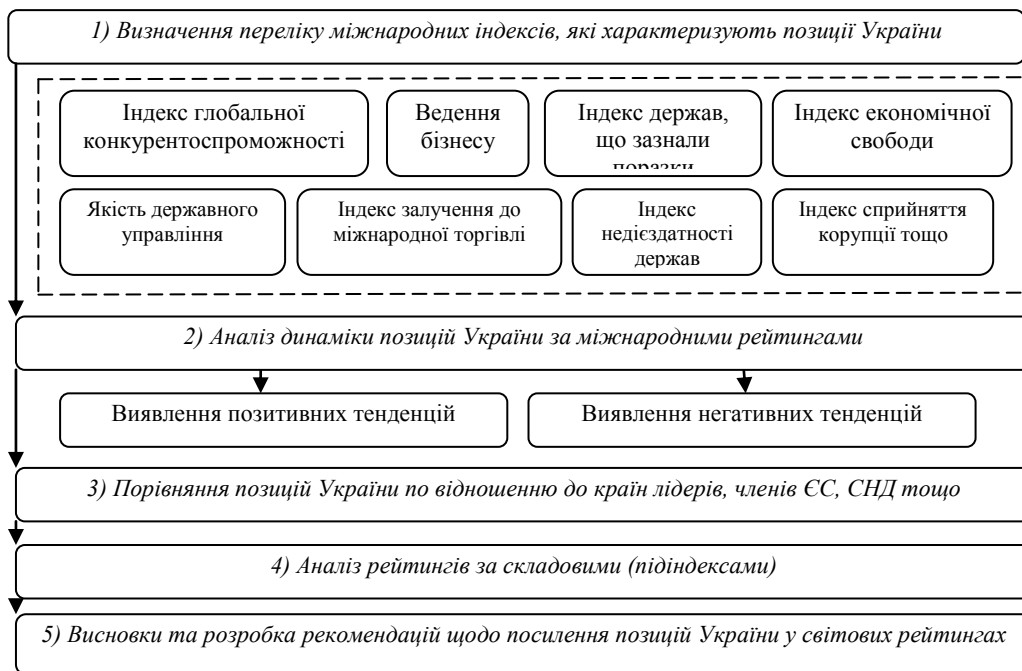 1) Визначення переліку міжнародних індексів, які характеризують позиції України
Індекс глобальної
конкурентоспроможності
Ведення
бізнесу
Індекс держав,
що зазнали
поразки
Індекс економічної
свободи
Якість державного
управління
Індекс залучення до
міжнародної торгівлі
Індекс
недієздатності
держав
Індекс сприйняття
корупції тощо
2) Аналіз динаміки позицій України за міжнародними рейтингами
Виявлення позитивних тенденцій
Виявлення негативних тенденцій
3) Порівняння позицій України по відношенню до країн лідерів, членів ЄС, СНД тощо
4) Аналіз рейтингів за складовими (підіндексами)
5) Висновки та розробка рекомендацій щодо посилення позицій України у світових рейтингах